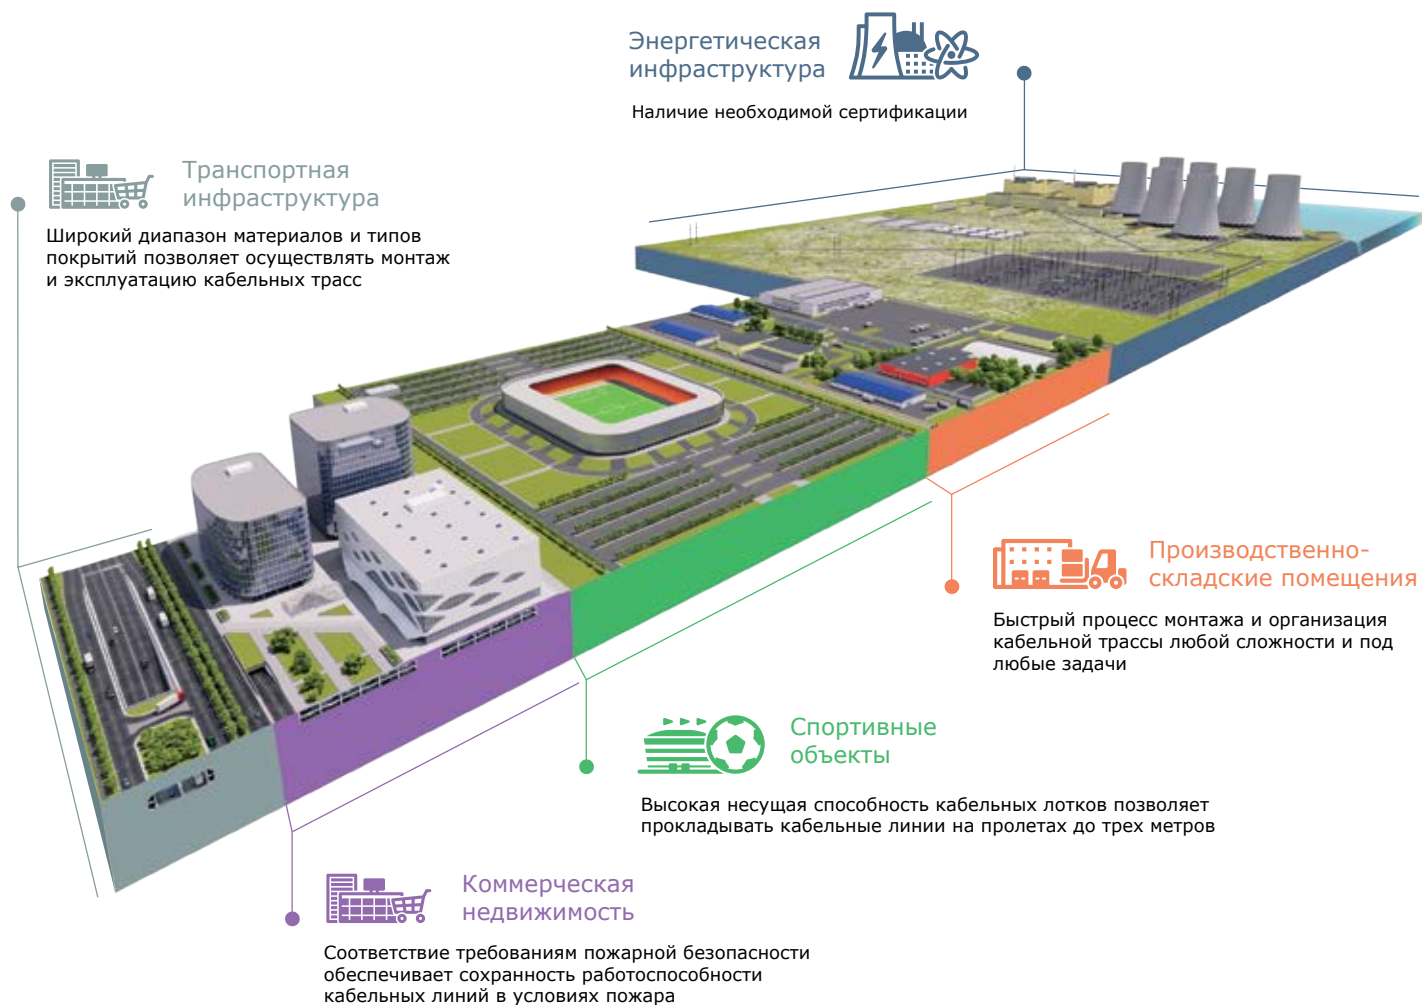 Энергетическая
инфраструктура
Наличие необходимой сертификации
Транспортная
инфраструктура
Широкий диапазон материалов и типов
покрытий позволяет осуществлять монтаж
и эксплуатацию кабельных трасс
Производственно-
складские помещения
Быстрый процесс монтажа и организация
кабельной трассы любой сложности и под
любые задачи
Спортивные
объекты
Высокая несущая способность кабельных лотков позволяет
прокладывать кабельные линии на пролетах до трех метров
Коммерческая
недвижимость
Соответствие требованиям пожарной безопасности
обеспечивает сохранность работоспособности
кабельных линий в условиях пожара